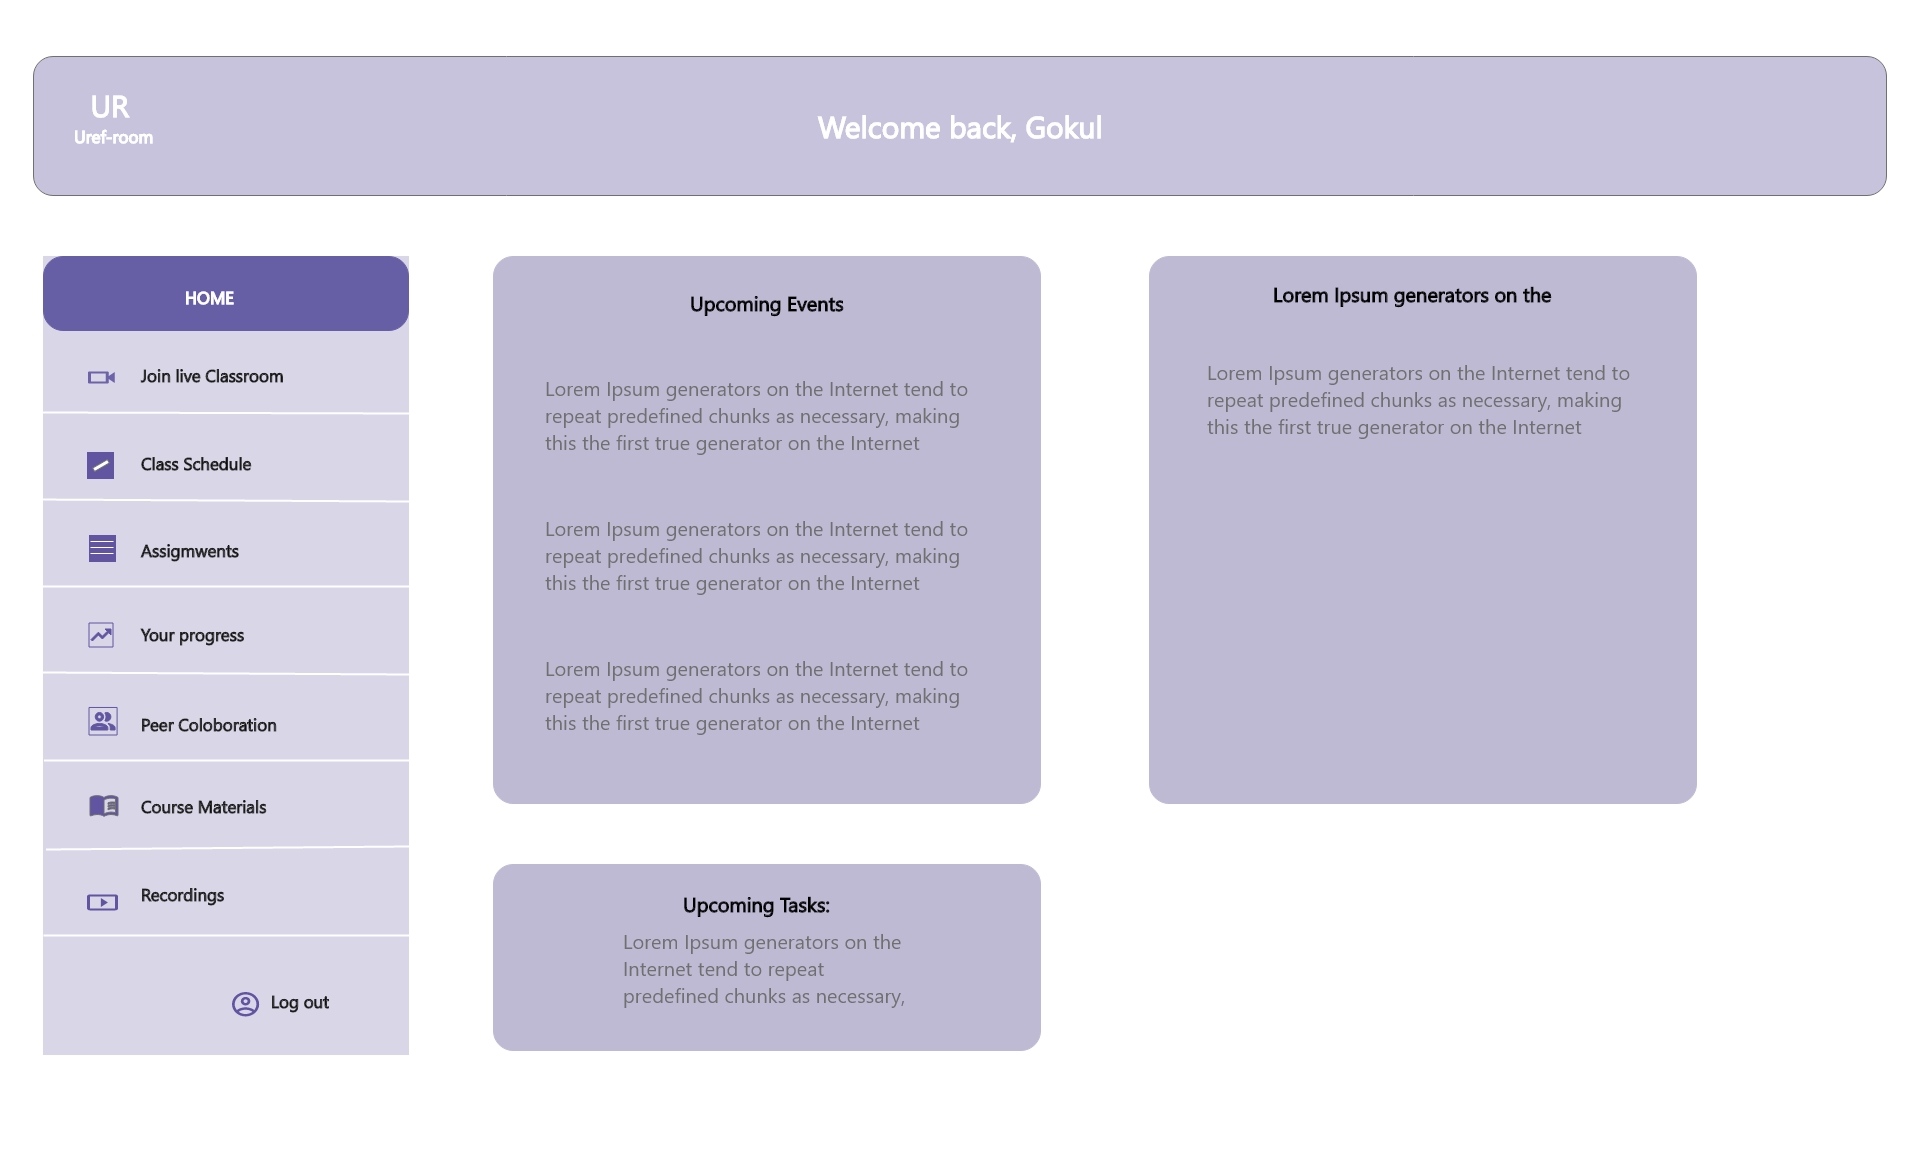 UR
Uref-room
Welcome back, Gokul
HOME
Join live Classroom
Class Schedule
Assigmwents
Your progress
Peer Coloboration
Course Materials
Recordings
Log out
Upcoming Events
Lorem Ipsum generators on the Internet tend to
repeat predefined chunks as necessary, making
this the first true generator on the Internet
Lorem Ipsum generators on the Internet tend to
repeat predefined chunks as necessary, making
this the first true generator on the Internet
Lorem Ipsum generators on the Internet tend to
repeat predefined chunks as necessary, making
this the first true generator on the Internet
Lorem Ipsum generators on the
Lorem Ipsum generators on the Internet tend to
repeat predefined chunks as necessary, making
this the first true generator on the Internet
Upcoming Tasks:
Lorem Ipsum generators on the
Internet tend to repeat
predefined chunks as necessary,